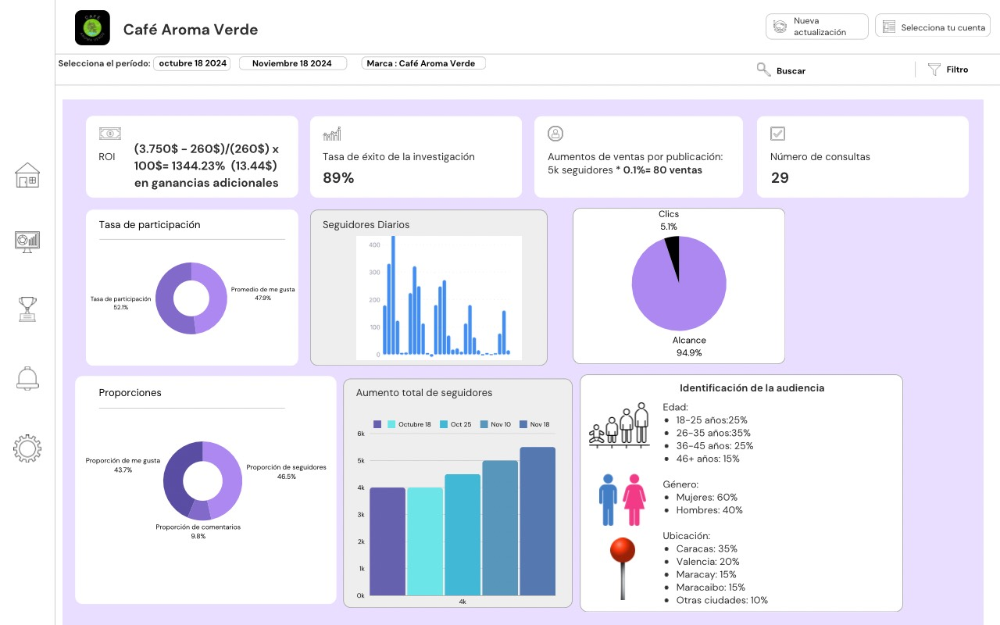 CAFÉ
AROMA VERDE
Café Aroma Verde
Nueva
actualización
Selecciona tu cuenta
Selecciona el período:
octubre 18 2024
Noviembre 18 2024
Marca : Café Aroma Verde
Buscar
Filtro
ROI
(3.750$ - 260$)/(260$) x
100$= 1344.23% (13.44$)
en ganancias adicionales
Tasa de éxito de la investigación
89%
Aumentos de ventas por publicación:
5k seguidores * 0.1%= 80 ventas
Número de consultas
29
Tasa de participación
Promedio de me gusta
47.9%
Tasa de participación
52.1%
Seguidores Diarios
400
300
200
100
0
Clics
5.1%
Alcance
94.9%
Proporciones
Proporción de me gusta
43.7%
Proporción de seguidores
46.5%
Proporción de comentarios
9.8%
Aumento total de seguidores
Octubre 18
Oct 25
Nov 10
Nov 18
6k
5k
4k
3k
2k
1k
0k
4k
Identificación de la audiencia
Edad:
18-25 años:25%
26-35 años:35%
36-45 años: 25%
46+ años: 15%
Género:
Mujeres: 60%
Hombres: 40%
Ubicación:
Caracas: 35%
Valencia: 20%
Maracay: 15%
Maracaibo: 15%
Otras ciudades: 10%